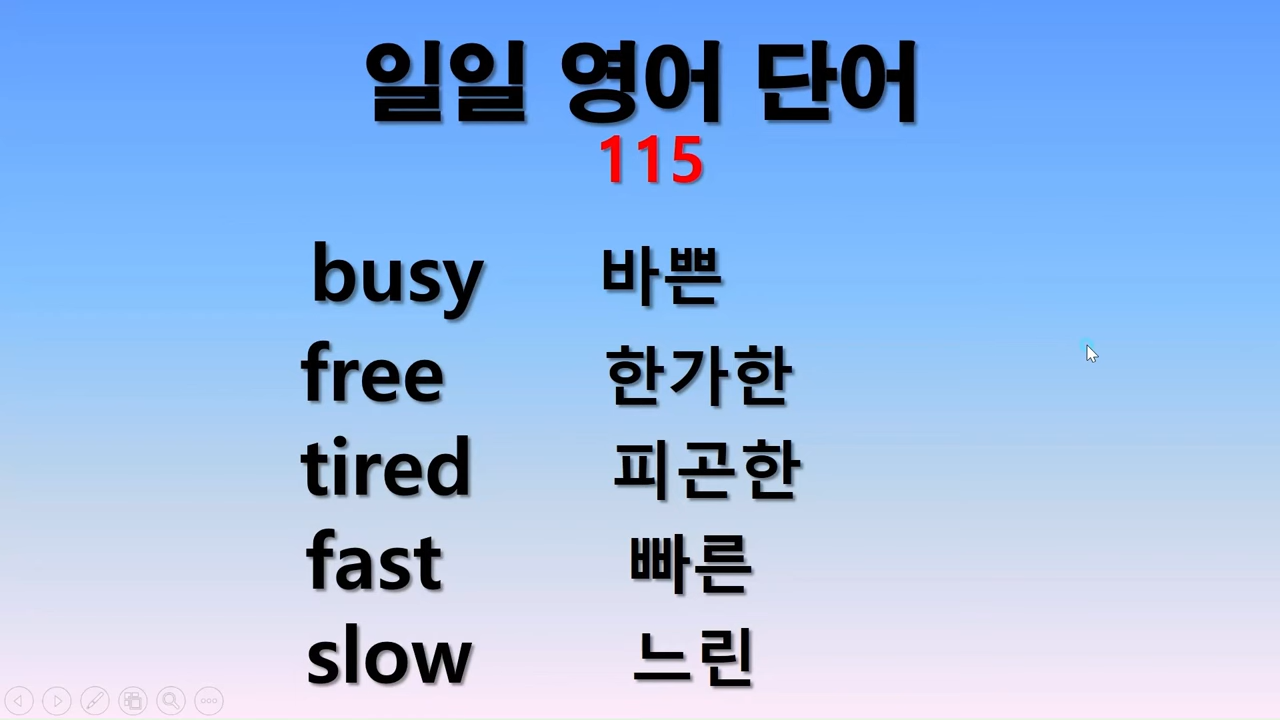 일일 영어 단어
115
busy 바쁜
free 한가한
tired 피곤한
fast 빠른
slow 느린